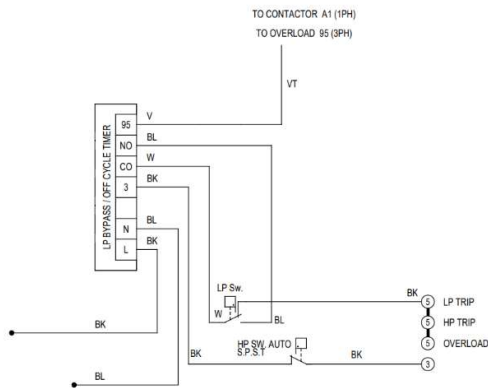 TO CONTACTOR A1 (1PH)
TO OVERLOAD 95 (3PH)
VT
LP BYPASS / OFF CYCLE TIMER
95
V
NO
BL
CO
W
3
BK
N
BL
L
BK
LP Sw.
W
BL
BK
5
LP TRIP
5
HP TRIP
5
OVERLOAD
BK
HP SW. AUTO
S.P.S.T
BK
BK
3
BL